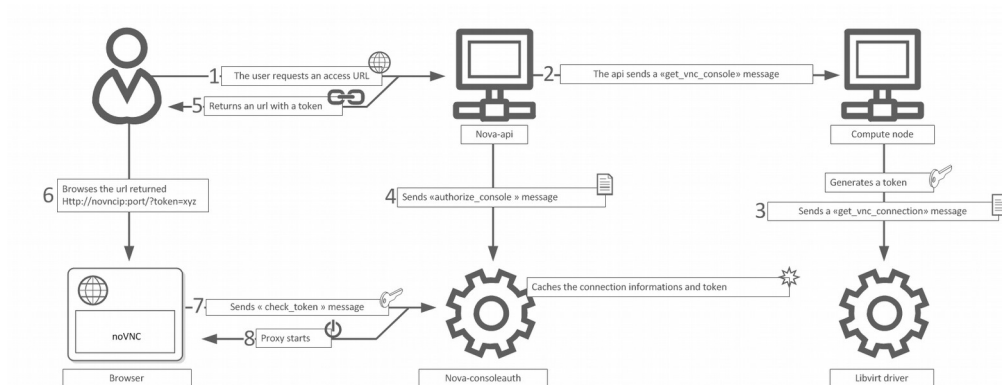 1 The user requests an access URL
2 The api sends a «get_vnc_console» message
5 Returns an url with a token
Nova-api
Compute node
6 Browses the url returned
Http://novncip:port/?token=xyz
4 Sends «authorize_console » message
Generates a token
3 Sends a «get_vnc_connection» message
7 Sends « check_token » message
Caches the connection informations and token
noVNC
8 Proxy starts
Browser
Nova-consoleauth
Libvirt driver